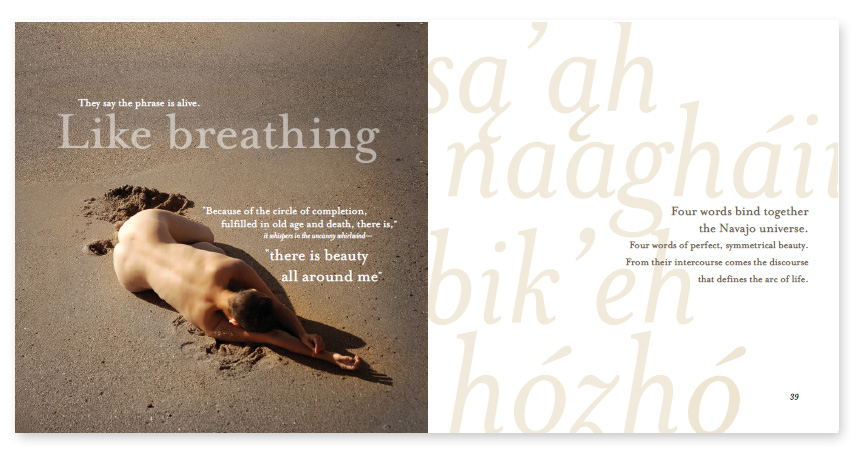 They say the phrase is alive.
Like breathing
"Because of the circle of completion,
fulfilled in old age and death, there is,"
it whispers in the uncanny whirlwind—
"there is beauty
all around me"
są’ąh
naagháii
bik’eh
hózhó
Four words bind together
the Navajo universe.
Four words of perfect, symmetrical beauty.
From their intercourse comes the discourse
that defines the arc of life.
39